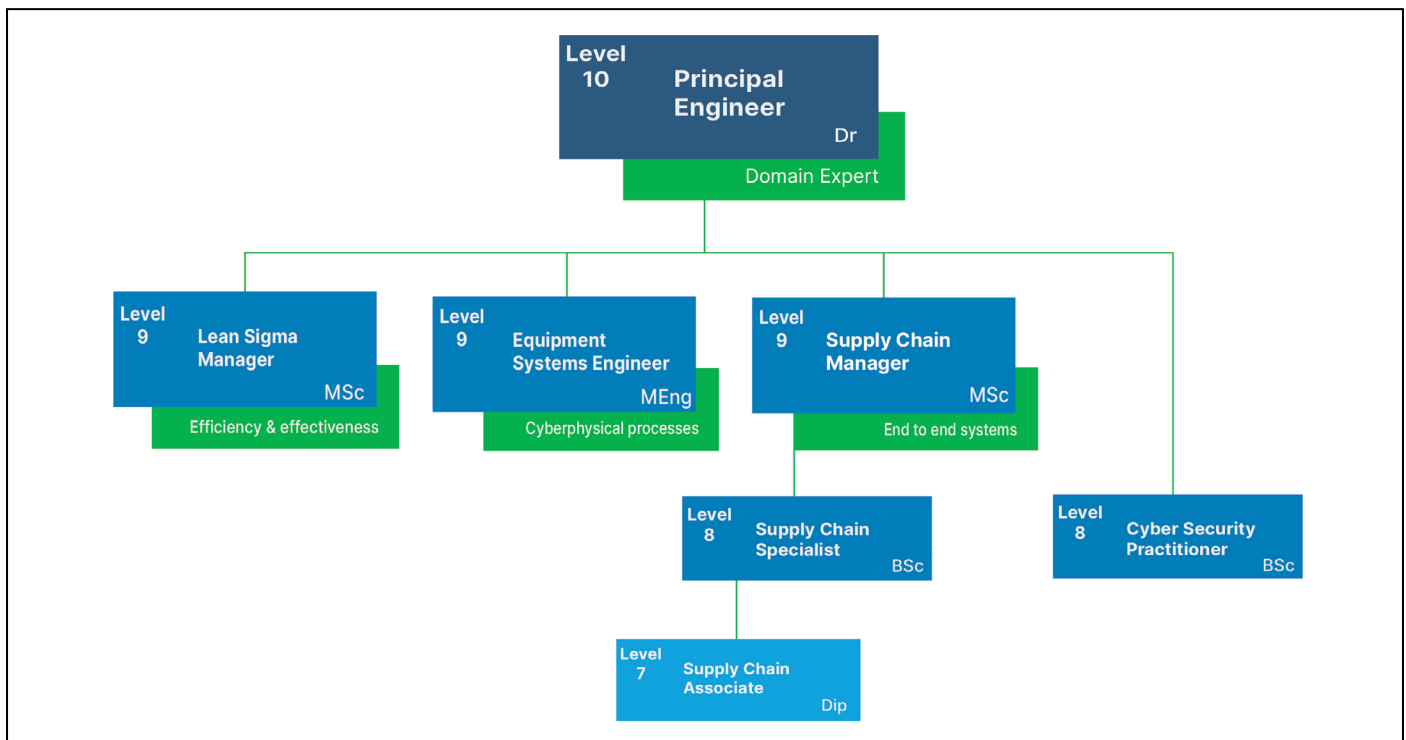 Level
10
Principal
Engineer
Dr
Domain Expert
Level
9
Lean Sigma
Manager
MSc
Efficiency & effectiveness
Level
9
Equipment
Systems Engineer
MEng
Cyberphysical processes
Level
9
Supply Chain
Manager
MSc
End to end systems
Level
8
Supply Chain
Specialist
BSc
Level
8
Cyber Security
Practitioner
BSc
Level
7
Supply Chain
Associate
Dip